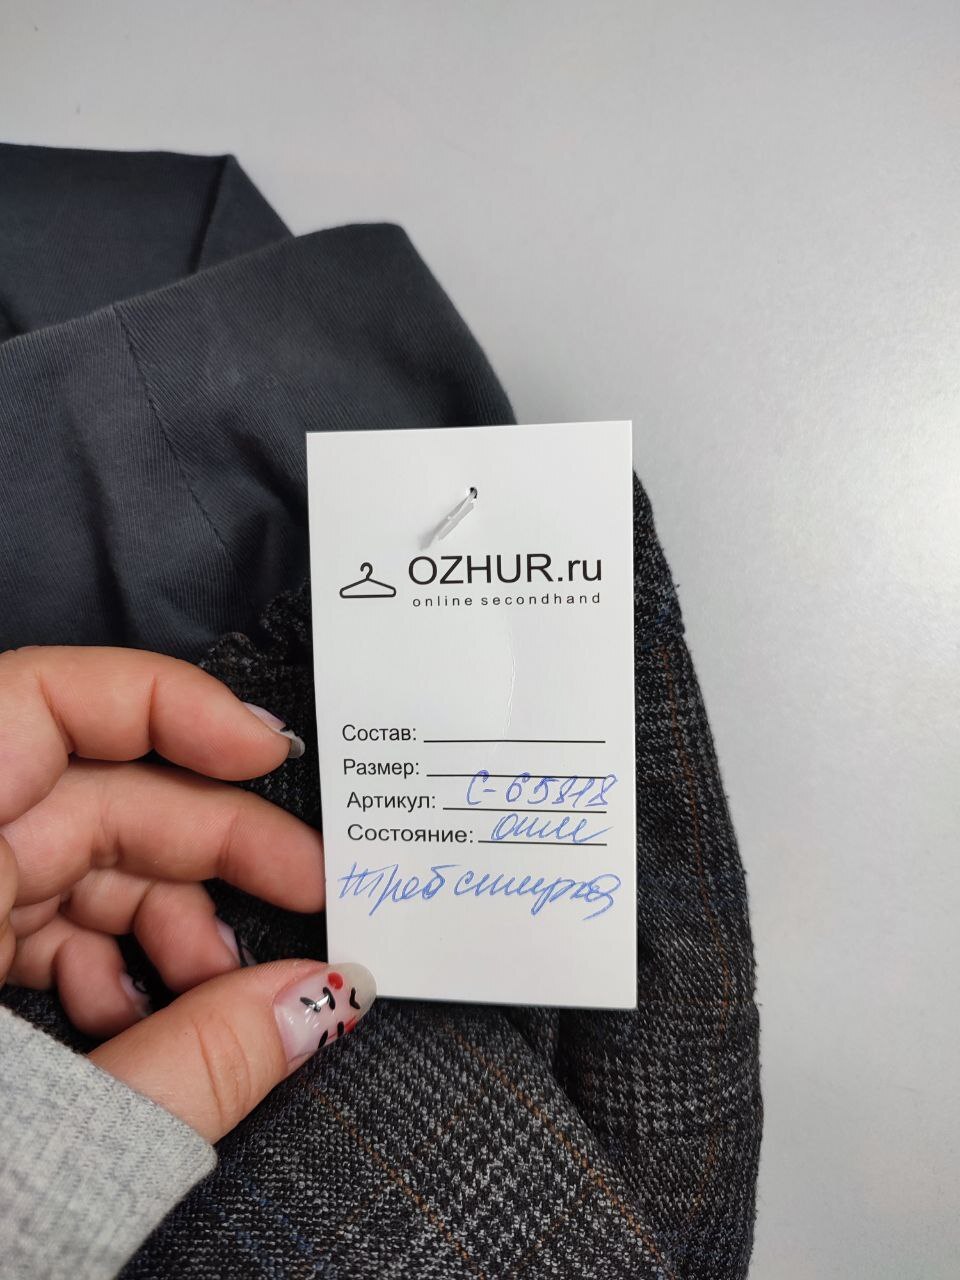 OZHUR.ru
online secondhand
Состав:
Размер:
Артикул: С-65818
Состояние: отл
треб стирка